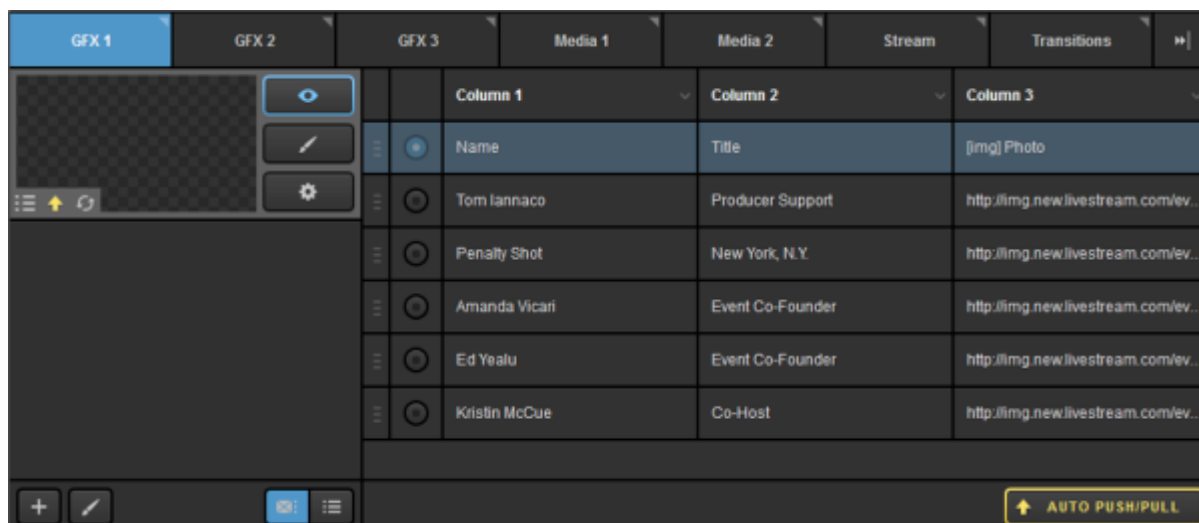 GFX 1 GFX 2 GFX 3 Media 1 Media 2 Stream Transitions
Column 1 Column 2 Column 3
Name Title [img] Photo
Tom Iannaco Producer Support http://img.new.livestream.com/ev...
Penalty Shot New York, N.Y. http://img.new.livestream.com/ev...
Amanda Vicari Event Co-Founder http://img.new.livestream.com/ev...
Ed Yealu Event Co-Founder http://img.new.livestream.com/ev...
Kristin McCue Co-Host http://img.new.livestream.com/ev...
AUTO PUSH/PULL